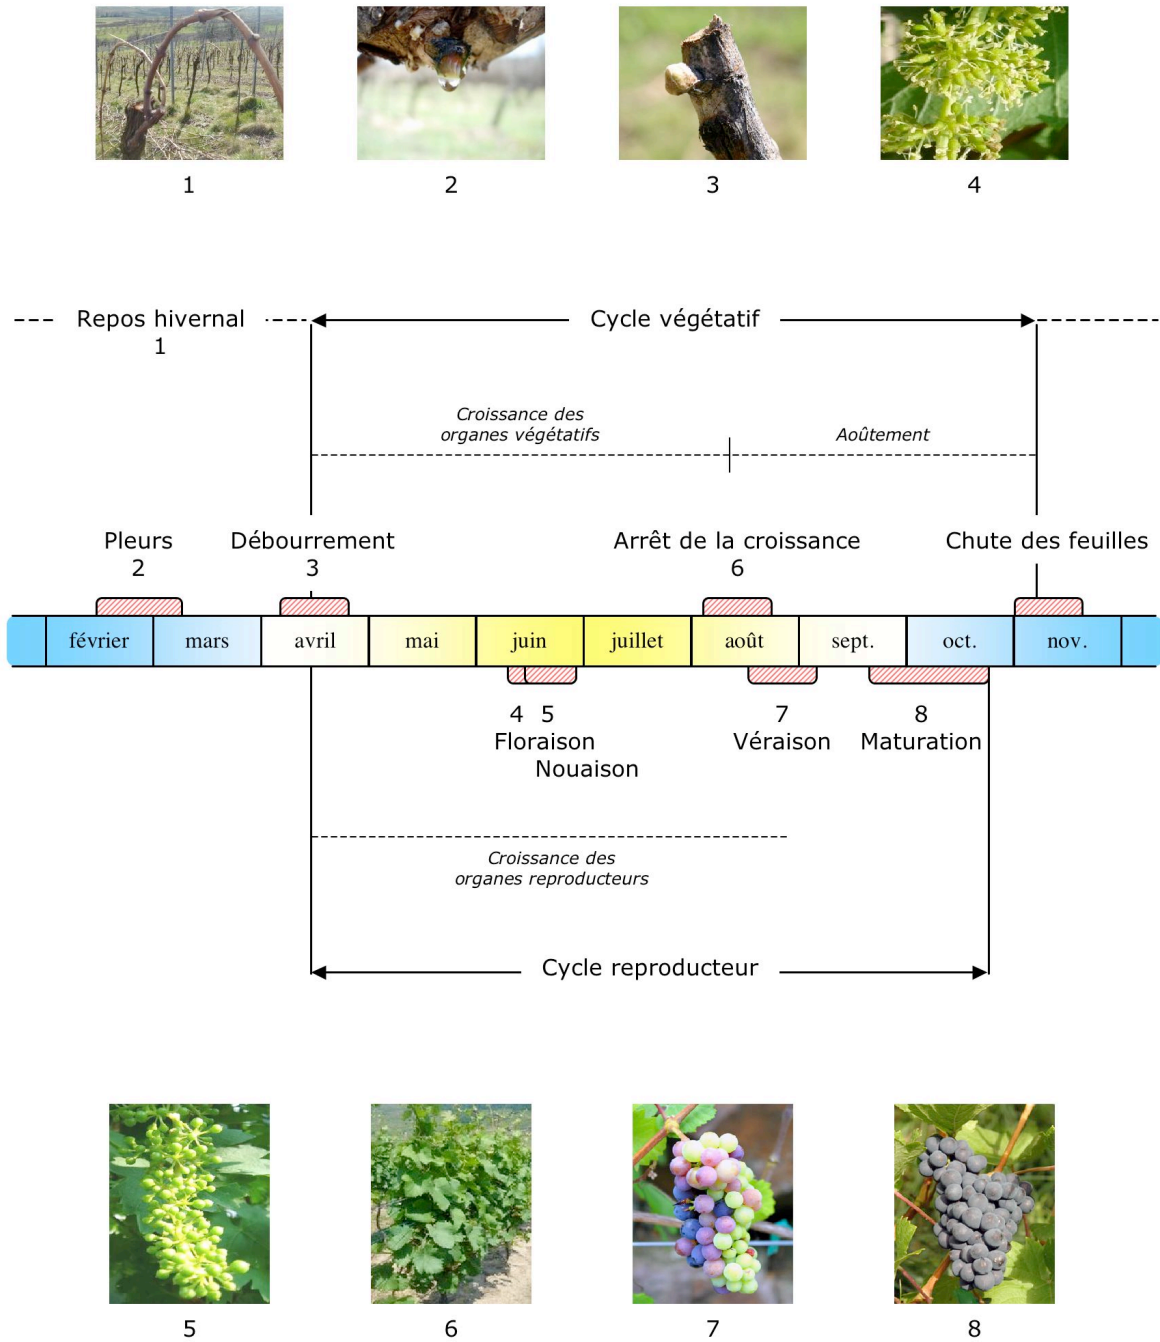 1
2
3
4
Repos hivernal
1
Cycle végétatif
Croissance des
organes végétatifs
Aoûtement
Pleurs
2
Débourrement
3
Arrêt de la croissance
6
Chute des feuilles
février
mars
avril
mai
juin
juillet
août
sept.
oct.
nov.
4
5
Floraison
Nouaison
7
Véraison
8
Maturation
Croissance des
organes reproducteurs
Cycle reproducteur
5
6
7
8